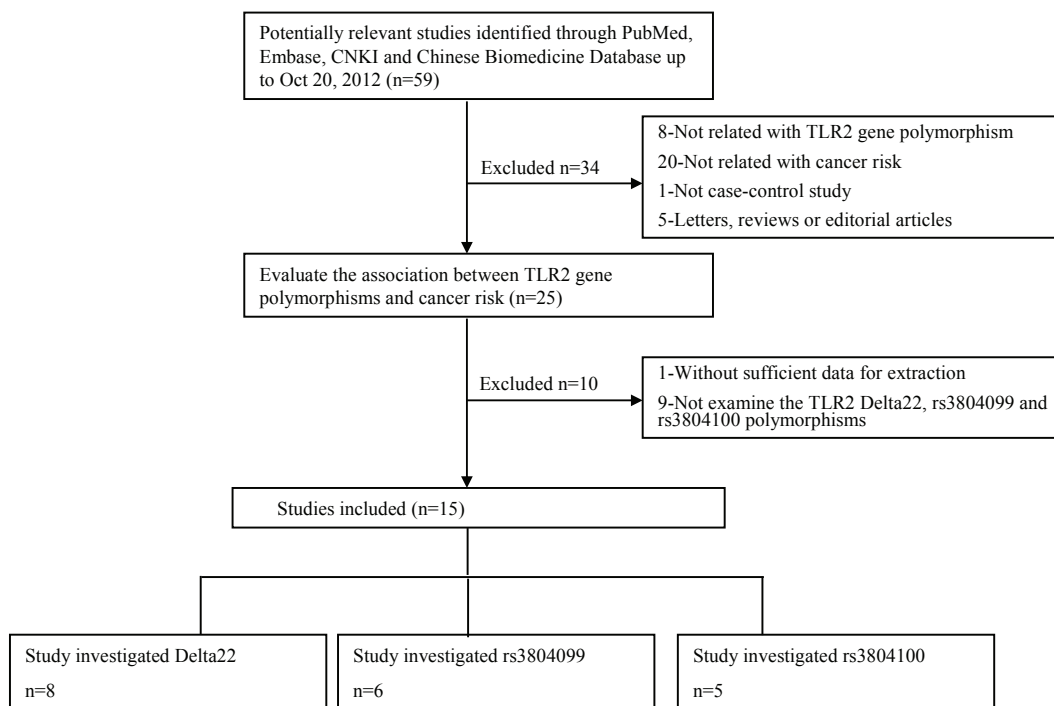 Potentially relevant studies identified through PubMed,
Embase, CNKI and Chinese Biomedicine Database up
to Oct 20, 2012 (n=59)
Excluded n=34
8-Not related with TLR2 gene polymorphism
20-Not related with cancer risk
1-Not case-control study
5-Letters, reviews or editorial articles
Evaluate the association between TLR2 gene
polymorphisms and cancer risk (n=25)
Excluded n=10
1-Without sufficient data for extraction
9-Not examine the TLR2 Delta22, rs3804099 and
rs3804100 polymorphisms
Studies included (n=15)
Study investigated Delta22
n=8
Study investigated rs3804099
n=6
Study investigated rs3804100
n=5